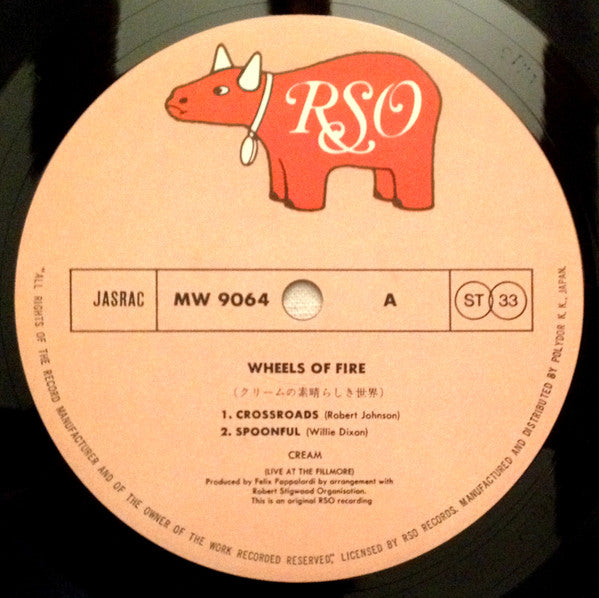 RSO
JASRAC MW 9064 A ST 33
WHEELS OF FIRE
(クリームの素晴らしき世界)
1. CROSSROADS (Robert Johnson)
2. SPOONFUL (Willie Dixon)
CREAM
(LIVE AT THE FILLMORE)
Produced by Felix Pappalardi by arrangement with
Robert Stigwood Organisation.
This is an original RSO recording
"ALL RIGHTS OF THE RECORD MANUFACTURER AND OF THE OWNER OF THE WORK RECORDED RESERVED," LICENSED BY RSO RECORDS. MANUFACTURED AND DISTRIBUTED BY POLYDOR K. K., JAPAN.